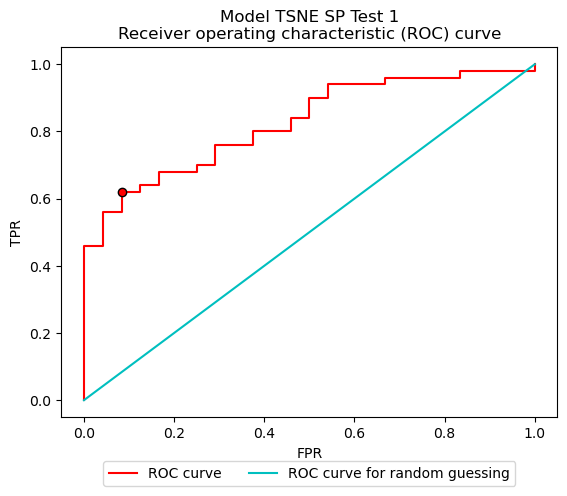 Model TSNE SP Test 1
Receiver operating characteristic (ROC) curve
TPR
1.0
0.8
0.6
0.4
0.2
0.0
0.0 0.2 0.4 0.6 0.8 1.0
FPR
ROC curve ROC curve for random guessing